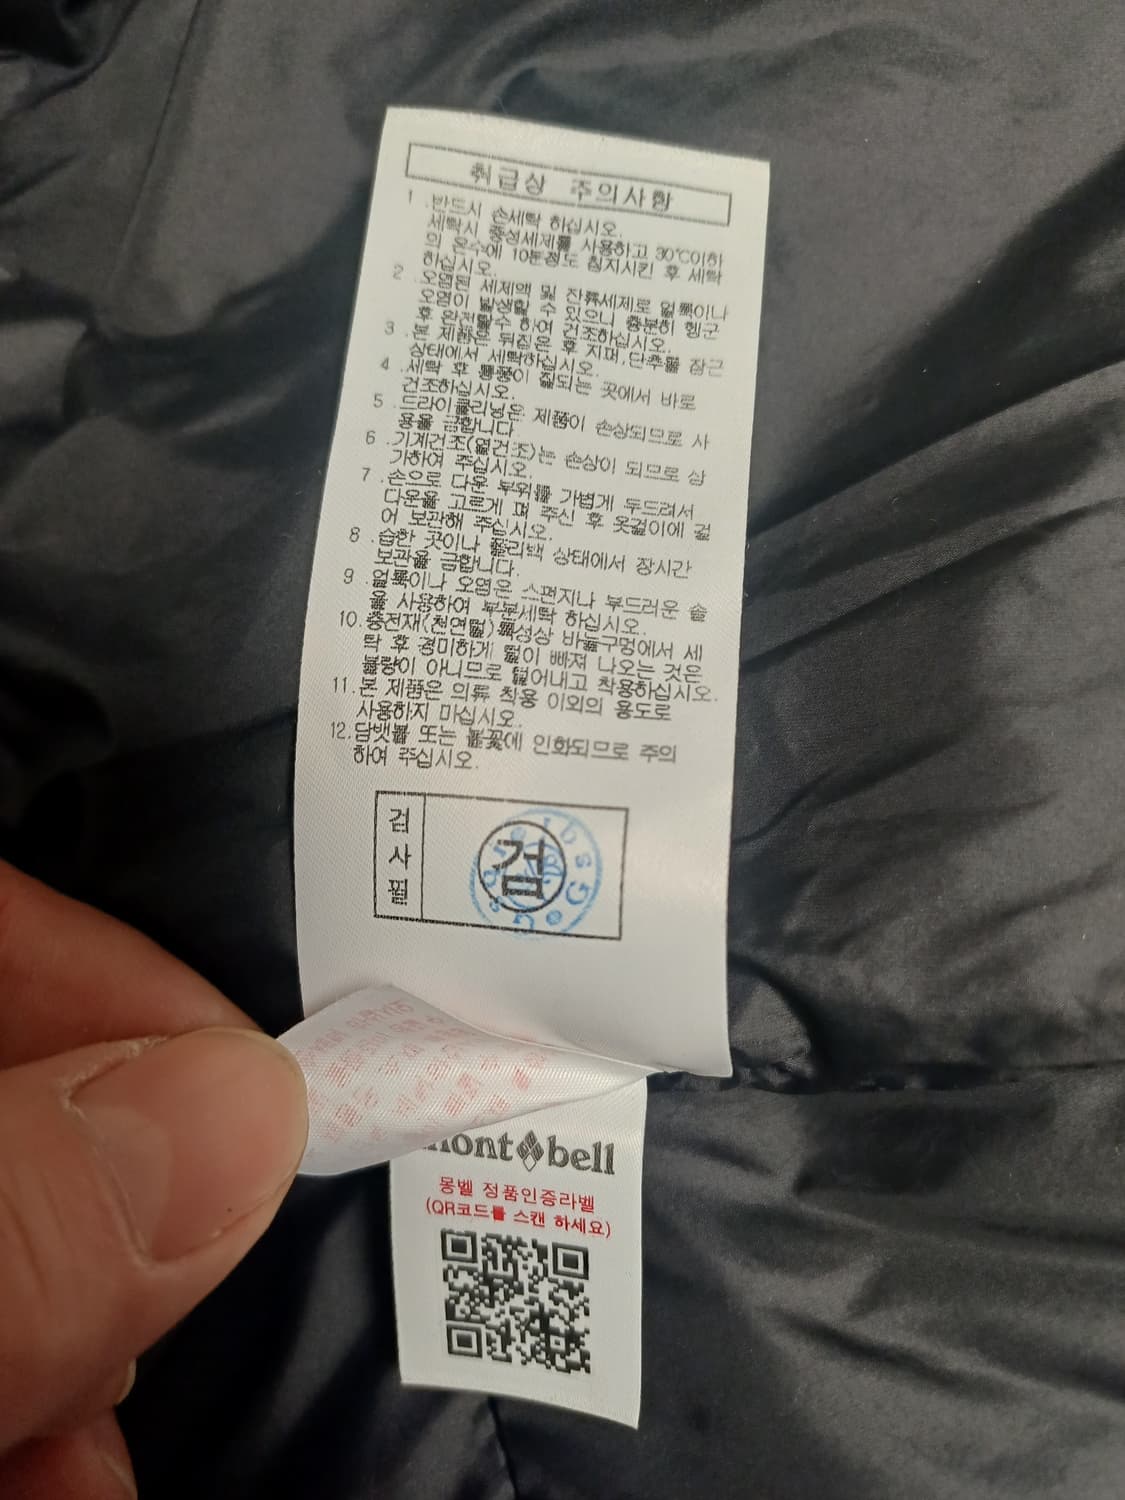 취급상 주의사항
1 .반드시 손세탁 하십시오.
세탁시 중성세제를 사용하고 30℃이하
의 온수에 10분정도 침지시킨 후 세탁
하십시오.
2 .오염된 세제액 및 잔류세제로 얼룩이나
오염이 발생할 수 있으니 충분히 헹군
후 완전탈수 하여 건조하십시오.
3 .본 제품은 뒤집은 후 지퍼,단추를 잠근
상태에서 세탁하십시오.
4 .세탁 후 통풍이 잘되는 곳에서 바로
건조하십시오.
5 .드라이클리닝은 제품이 손상되므로 사
용을 금합니다.
6 .기계건조(열건조)는 손상이 되므로 삼
가하여 주십시오.
7 .손으로 다운 부위를 가볍게 두드려서
다운을 고르게 펴 주신 후 옷걸이에 걸
어 보관해 주십시오.
8 .습한 곳이나 폴리백 상태에서 장시간
보관을 금합니다.
9 .얼룩이나 오염은 스펀지나 부드러운 솔
을 사용하여 부분세탁 하십시오.
10.충전재(천연털)특성상 바늘구멍에서 세
탁 후 경미하게 털이 빠져 나오는 것은
불량이 아니므로 털어내고 착용하십시오.
11.본 제품은 의류 착용 이외의 용도로
사용하지 마십시오.
12.담뱃불 또는 불꽃에 인화되므로 주의
하여 주십시오.
검사필
검
mont bell
몽벨 정품인증라벨
(QR코드를 스캔 하세요)